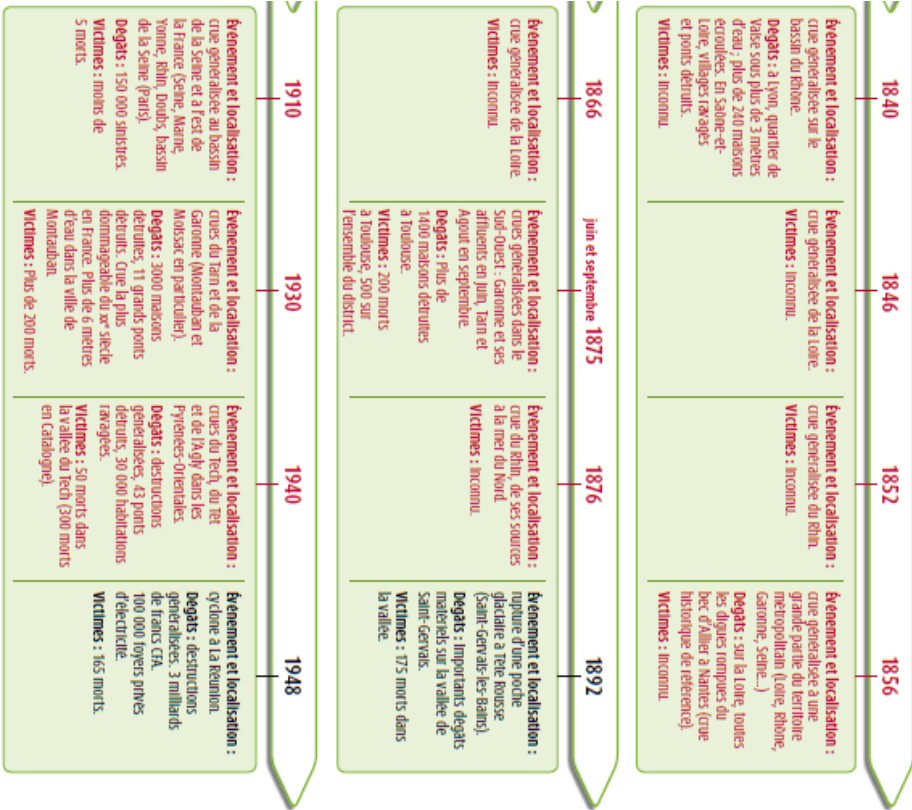 1840
Évènement et localisation :
crue généralisée sur le
bassin du Rhône.
Dégâts : à Lyon, quartier de
Vaise sous plus de 3 mètres
d'eau ; plus de 240 maisons
écroulées. En Saône-et-
Loire, villages ravagés
et ponts détruits.
Victimes : Inconnu.
1846
Évènement et localisation :
crue généralisée de la Loire.
Victimes : Inconnu.
1852
Évènement et localisation :
crue généralisée du Rhin.
Victimes : Inconnu.
1856
Évènement et localisation :
crue généralisée à une
grande partie du territoire
métropolitain (Loire, Rhône,
Garonne, Seine...)
Dégâts : sur la Loire, toutes
les digues rompues du
bec d'Allier à Nantes (crue
historique de référence).
Victimes : Inconnu.
1866
Évènement et localisation :
crue généralisée de la Loire.
Victimes : Inconnu.
juin et septembre 1875
Évènement et localisation :
crues généralisées dans le
Sud-Ouest : Garonne et ses
affluents en juin, Tarn et
Agout en septembre.
Dégâts : Plus de
1400 maisons détruites
à Toulouse.
Victimes : 200 morts
à Toulouse, 500 sur
l'ensemble du district.
1876
Évènement et localisation :
crue du Rhin, de ses sources
à la mer du Nord.
Victimes : Inconnu.
1892
Évènement et localisation :
rupture d'une poche
glaciaire à Tête Rousse
(Saint-Gervais-les-Bains).
Dégâts : Importants dégâts
matériels sur la vallée de
Saint-Gervais.
Victimes : 175 morts dans
la vallée.
1910
Évènement et localisation :
crue généralisée au bassin
de la Seine et à l'est de
la France (Seine, Marne,
Yonne, Rhin, Doubs, bassin
de la Seine (Paris).
Dégâts : 150 000 sinistrés.
Victimes : moins de
5 morts.
1930
Évènement et localisation :
crues du Tarn et de la
Garonne (Montauban et
Moissac en particulier).
Dégâts : 3000 maisons
détruites, 11 grands ponts
détruits. Crue la plus
dommageable du XXe siècle
en France. Plus de 6 mètres
d'eau dans la ville de
Montauban.
Victimes : Plus de 200 morts.
1940
Évènement et localisation :
crues du Tech, du Têt
et de l'Agly dans les
Pyrénées-Orientales.
Dégâts : destructions
généralisées, 43 ponts
détruits, 30 000 habitations
ravagées.
Victimes : 50 morts dans
la vallée du Tech (300 morts
en Catalogne).
1948
Évènement et localisation :
cyclone à La Réunion.
Dégâts : destructions
généralisées. 3 milliards
de francs CFA.
100 000 foyers privés
d'électricité.
Victimes : 165 morts.